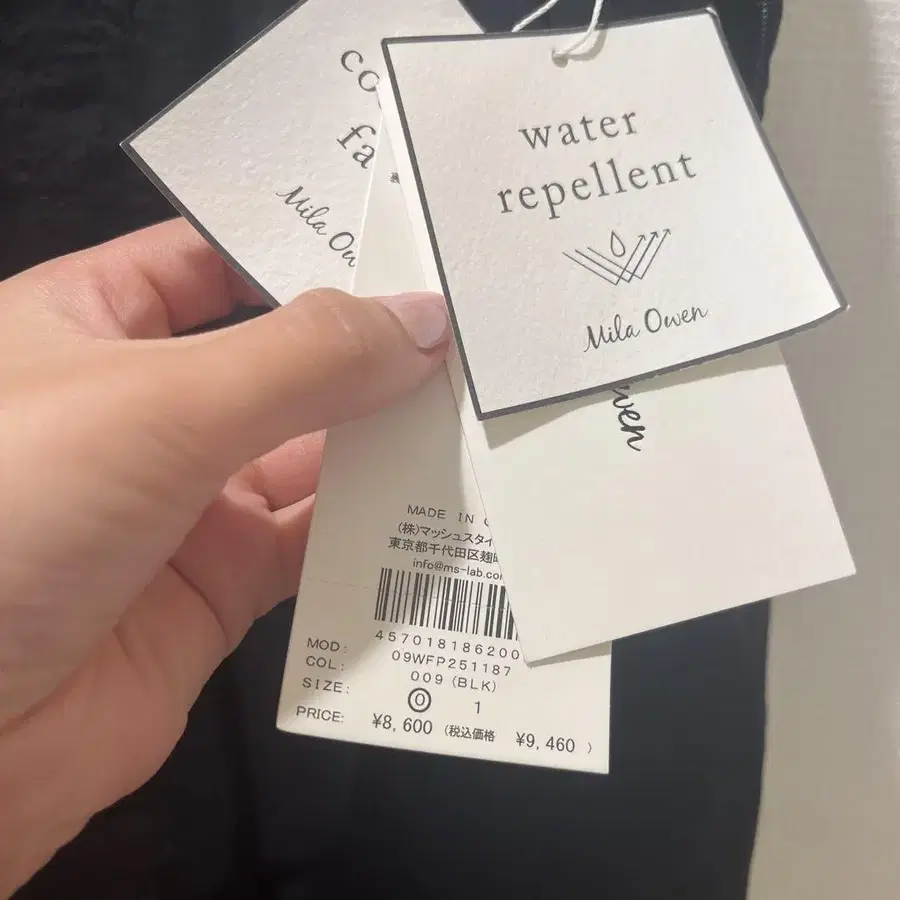 water
repellent
Mila Owen
co
fa
Mila Ow
wen
MADE IN
(株)マッシュスタイ
東京都千代田区麹
info@ms-lab.co
457018186200
MOD: 09WFP251187
COL: 009 (BLK)
SIZE: 0 1
PRICE: ¥8,600 (税込価格 ¥9,460 )